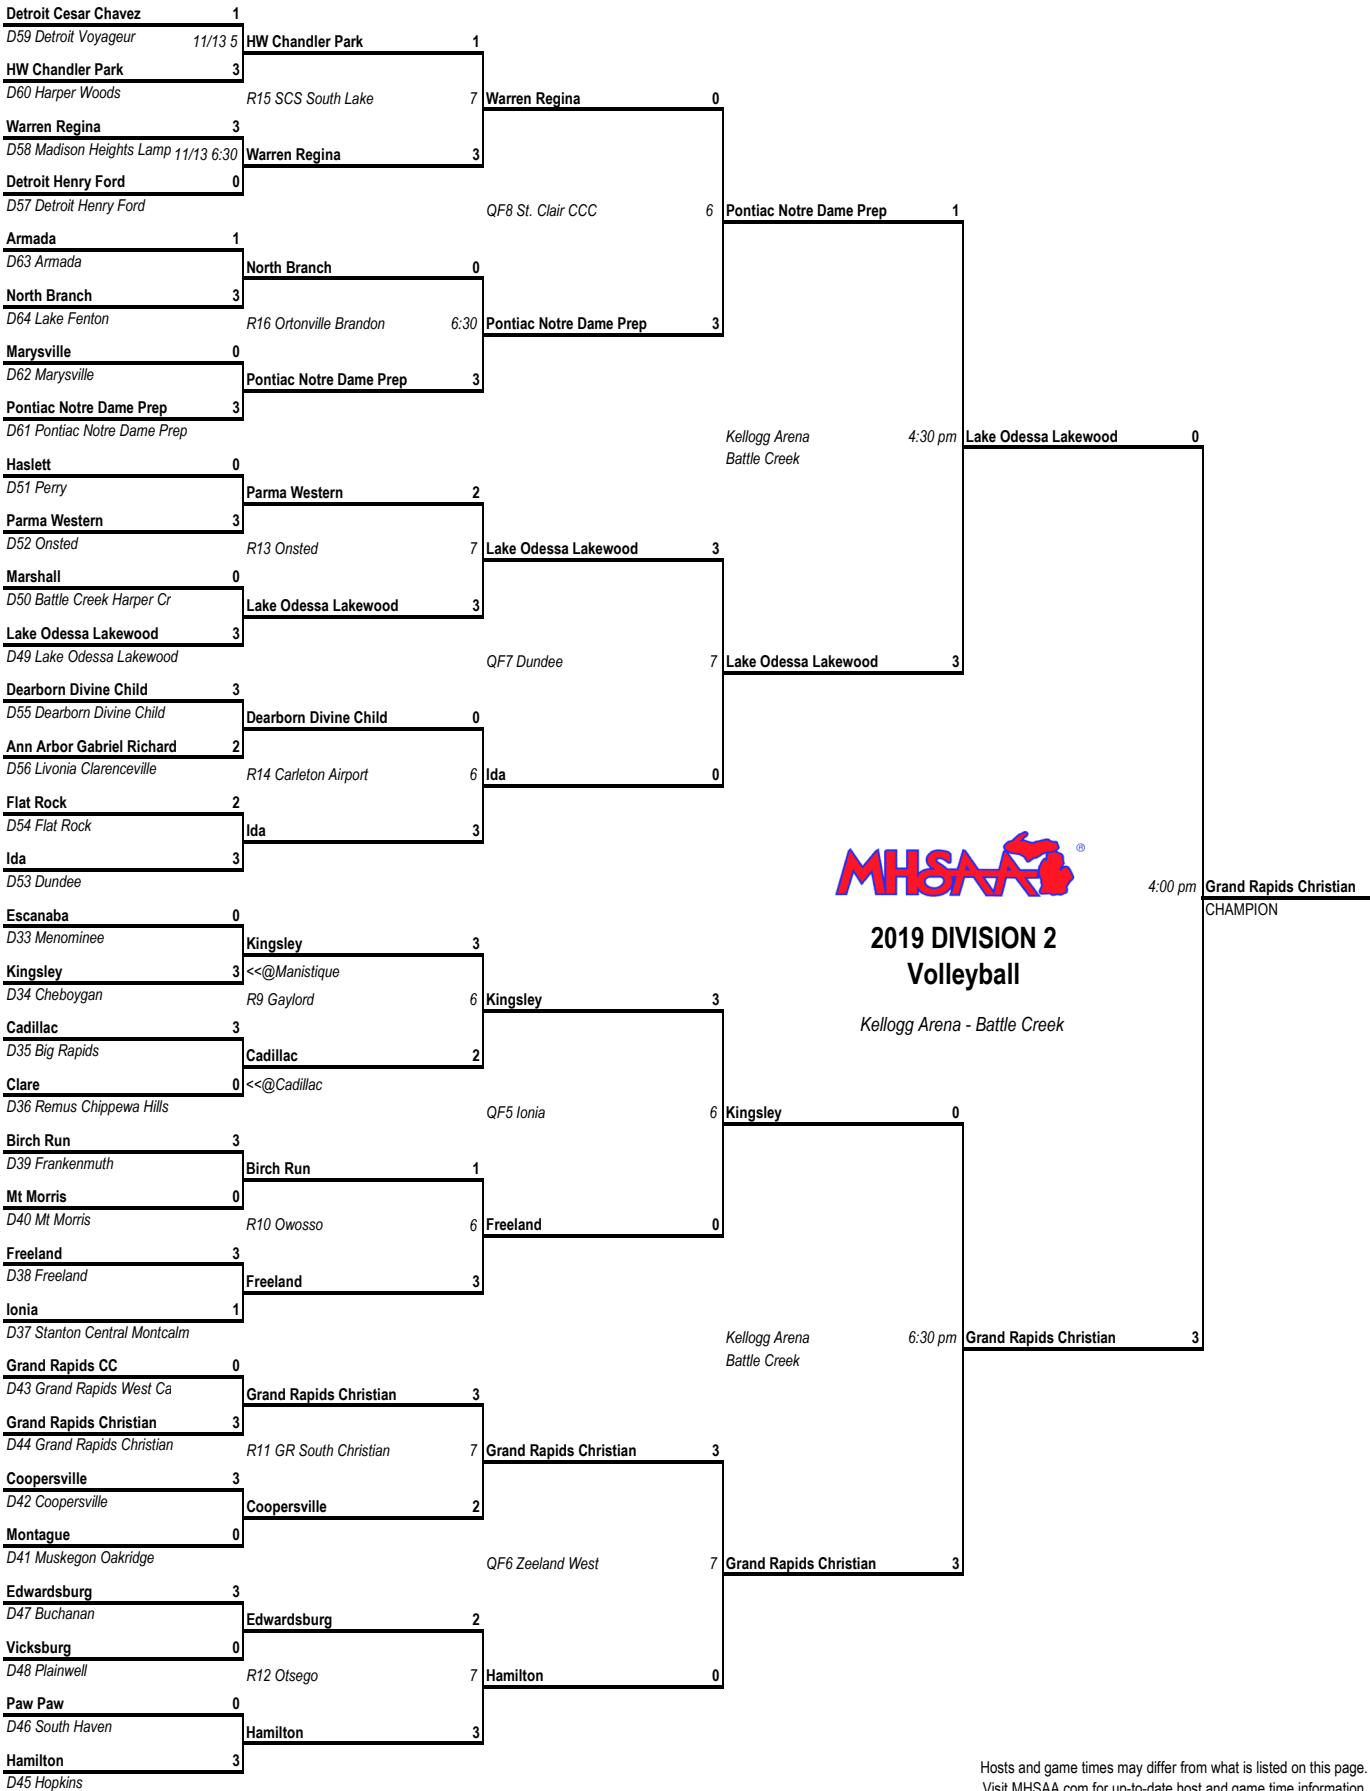 Detroit Cesar Chavez 1
D59 Detroit Voyageur 11/13 5 HW Chandler Park 1
HW Chandler Park 3
D60 Harper Woods R15 SCS South Lake 7 Warren Regina 0
Warren Regina 3
D58 Madison Heights Lamp 11/13 6:30 Warren Regina 3
Detroit Henry Ford 0
D57 Detroit Henry Ford QF8 St. Clair CCC 6 Pontiac Notre Dame Prep 1
Armada 1
D63 Armada North Branch 0
North Branch 3
D64 Lake Fenton R16 Ortonville Brandon 6:30 Pontiac Notre Dame Prep 3
Marysville 0
D62 Marysville Pontiac Notre Dame Prep 3
Pontiac Notre Dame Prep 3
D61 Pontiac Notre Dame Prep Kellogg Arena 4:30 pm Lake Odessa Lakewood 0
Battle Creek
Haslett 0
D51 Perry Parma Western 2
Parma Western 3
D52 Onsted R13 Onsted 7 Lake Odessa Lakewood 3
Marshall 0
D50 Battle Creek Harper Cr Lake Odessa Lakewood 3
Lake Odessa Lakewood 3
D49 Lake Odessa Lakewood QF7 Dundee 7 Lake Odessa Lakewood 3
Dearborn Divine Child 3
D55 Dearborn Divine Child Dearborn Divine Child 0
Ann Arbor Gabriel Richard 2
D56 Livonia Clarenceville R14 Carleton Airport 6 Ida 0
Flat Rock 2
D54 Flat Rock Ida 3
Ida 3
D53 Dundee
MHSAA ®
4:00 pm Grand Rapids Christian
CHAMPION
2019 DIVISION 2
Volleyball
Kellogg Arena - Battle Creek
Escanaba 0
D33 Menominee Kingsley 3
Kingsley 3 <<@Manistique
D34 Cheboygan R9 Gaylord 6 Kingsley 3
Cadillac 3
D35 Big Rapids Cadillac 2
Clare 0 <<@Cadillac
D36 Remus Chippewa Hills QF5 Ionia 6 Kingsley 0
Birch Run 3
D39 Frankenmuth Birch Run 1
Mt Morris 0
D40 Mt Morris R10 Owosso 6 Freeland 0
Freeland 3
D38 Freeland Freeland 3
Ionia 1
D37 Stanton Central Montcalm Kellogg Arena 6:30 pm Grand Rapids Christian 3
Battle Creek
Grand Rapids CC 0
D43 Grand Rapids West Ca Grand Rapids Christian 3
Grand Rapids Christian 3
D44 Grand Rapids Christian R11 GR South Christian 7 Grand Rapids Christian 3
Coopersville 3
D42 Coopersville Coopersville 2
Montague 0
D41 Muskegon Oakridge QF6 Zeeland West 7 Grand Rapids Christian 3
Edwardsburg 3
D47 Buchanan Edwardsburg 2
Vicksburg 0
D48 Plainwell R12 Otsego 7 Hamilton 0
Paw Paw 0
D46 South Haven Hamilton 3
Hamilton 3
D45 Hopkins
Hosts and game times may differ from what is listed on this page.
Visit MHSAA.com for up-to-date host and game time information.